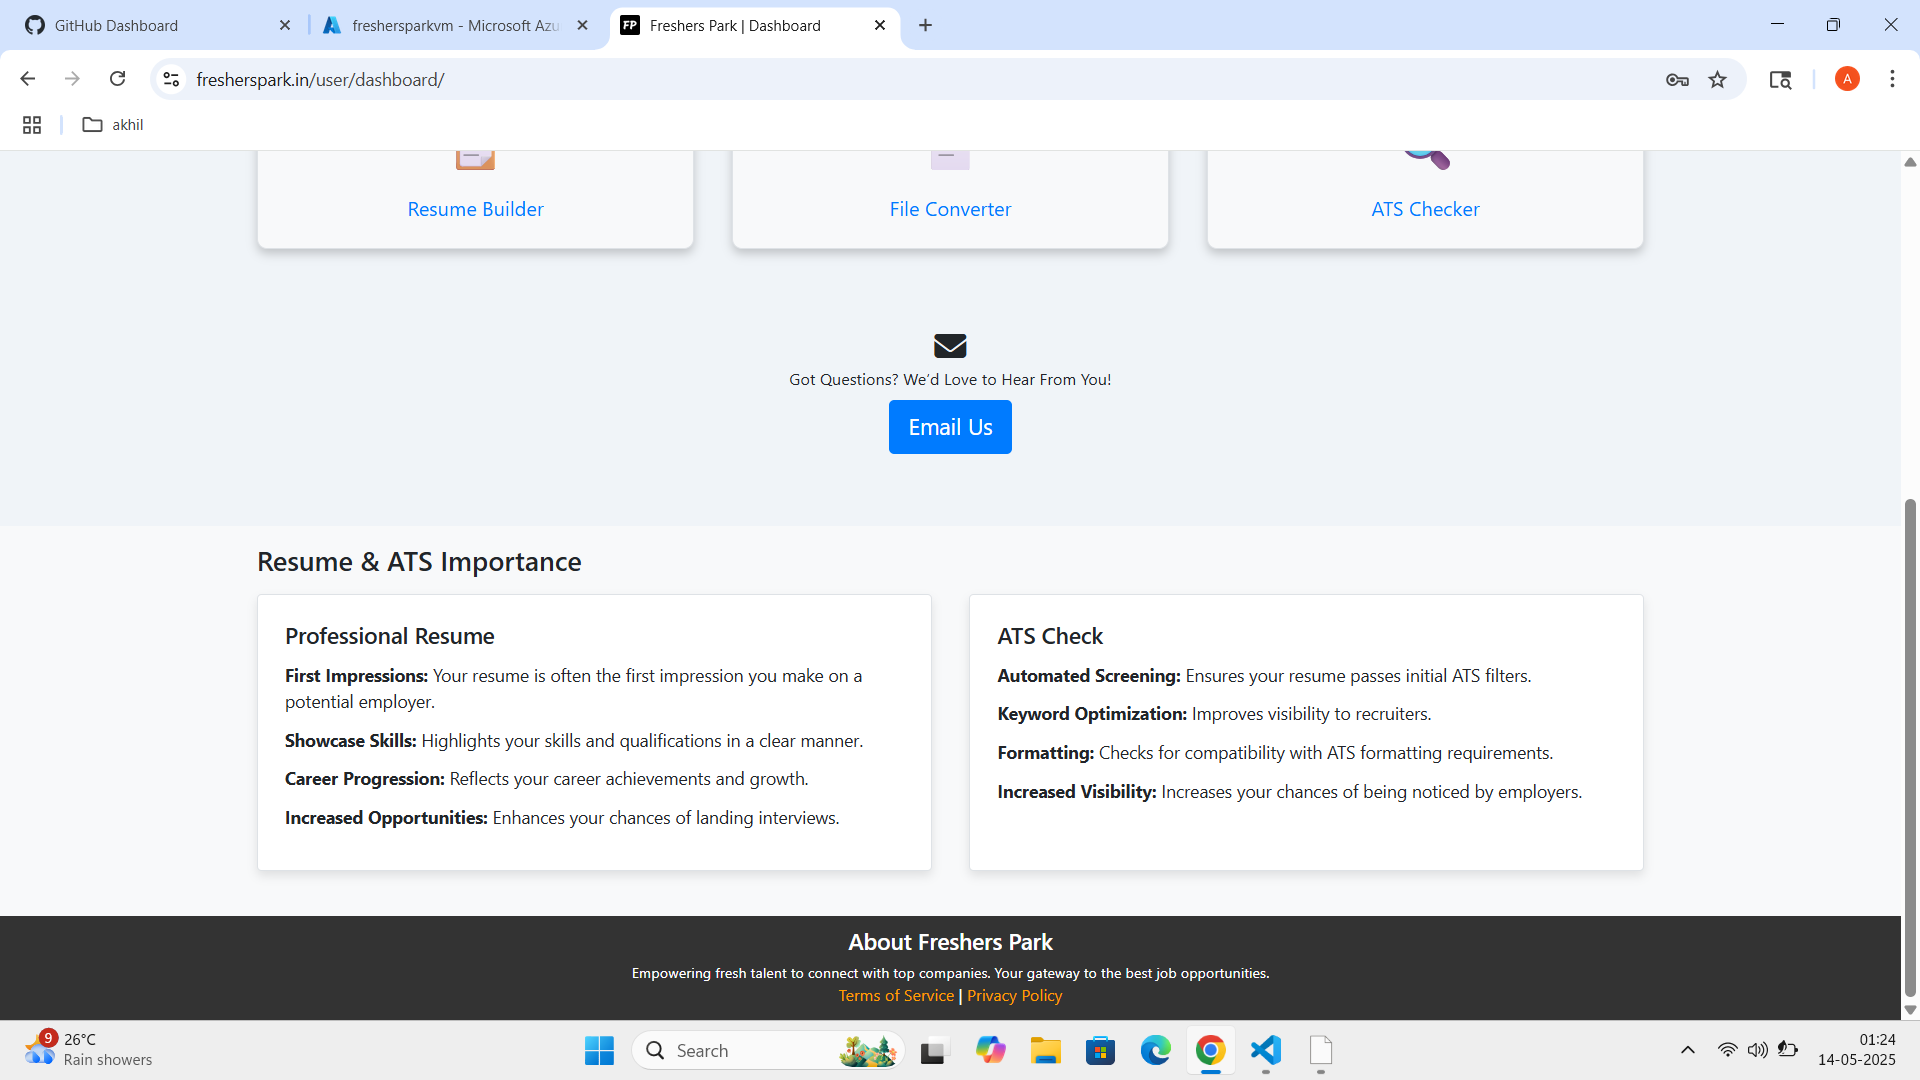 GitHub Dashboard
freshersparkvm - Microsoft Azu
FP Freshers Park | Dashboard
fresherspark.in/user/dashboard/
A
akhil
Resume Builder
File Converter
ATS Checker
Got Questions? We'd Love to Hear From You!
Email Us
Resume & ATS Importance
Professional Resume
First Impressions: Your resume is often the first impression you make on a
potential employer.
Showcase Skills: Highlights your skills and qualifications in a clear manner.
Career Progression: Reflects your career achievements and growth.
Increased Opportunities: Enhances your chances of landing interviews.
ATS Check
Automated Screening: Ensures your resume passes initial ATS filters.
Keyword Optimization: Improves visibility to recruiters.
Formatting: Checks for compatibility with ATS formatting requirements.
Increased Visibility: Increases your chances of being noticed by employers.
About Freshers Park
Empowering fresh talent to connect with top companies. Your gateway to the best job opportunities.
Terms of Service | Privacy Policy
9
26°C
Rain showers
Search
01:24
14-05-2025